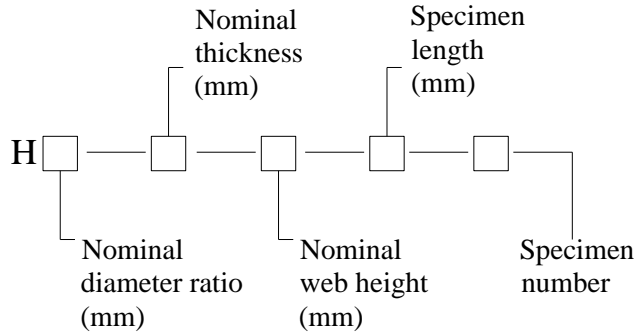 Nominal
thickness
(mm)
Specimen
length
(mm)
H
Nominal
diameter ratio
(mm)
Nominal
web height
(mm)
Specimen
number